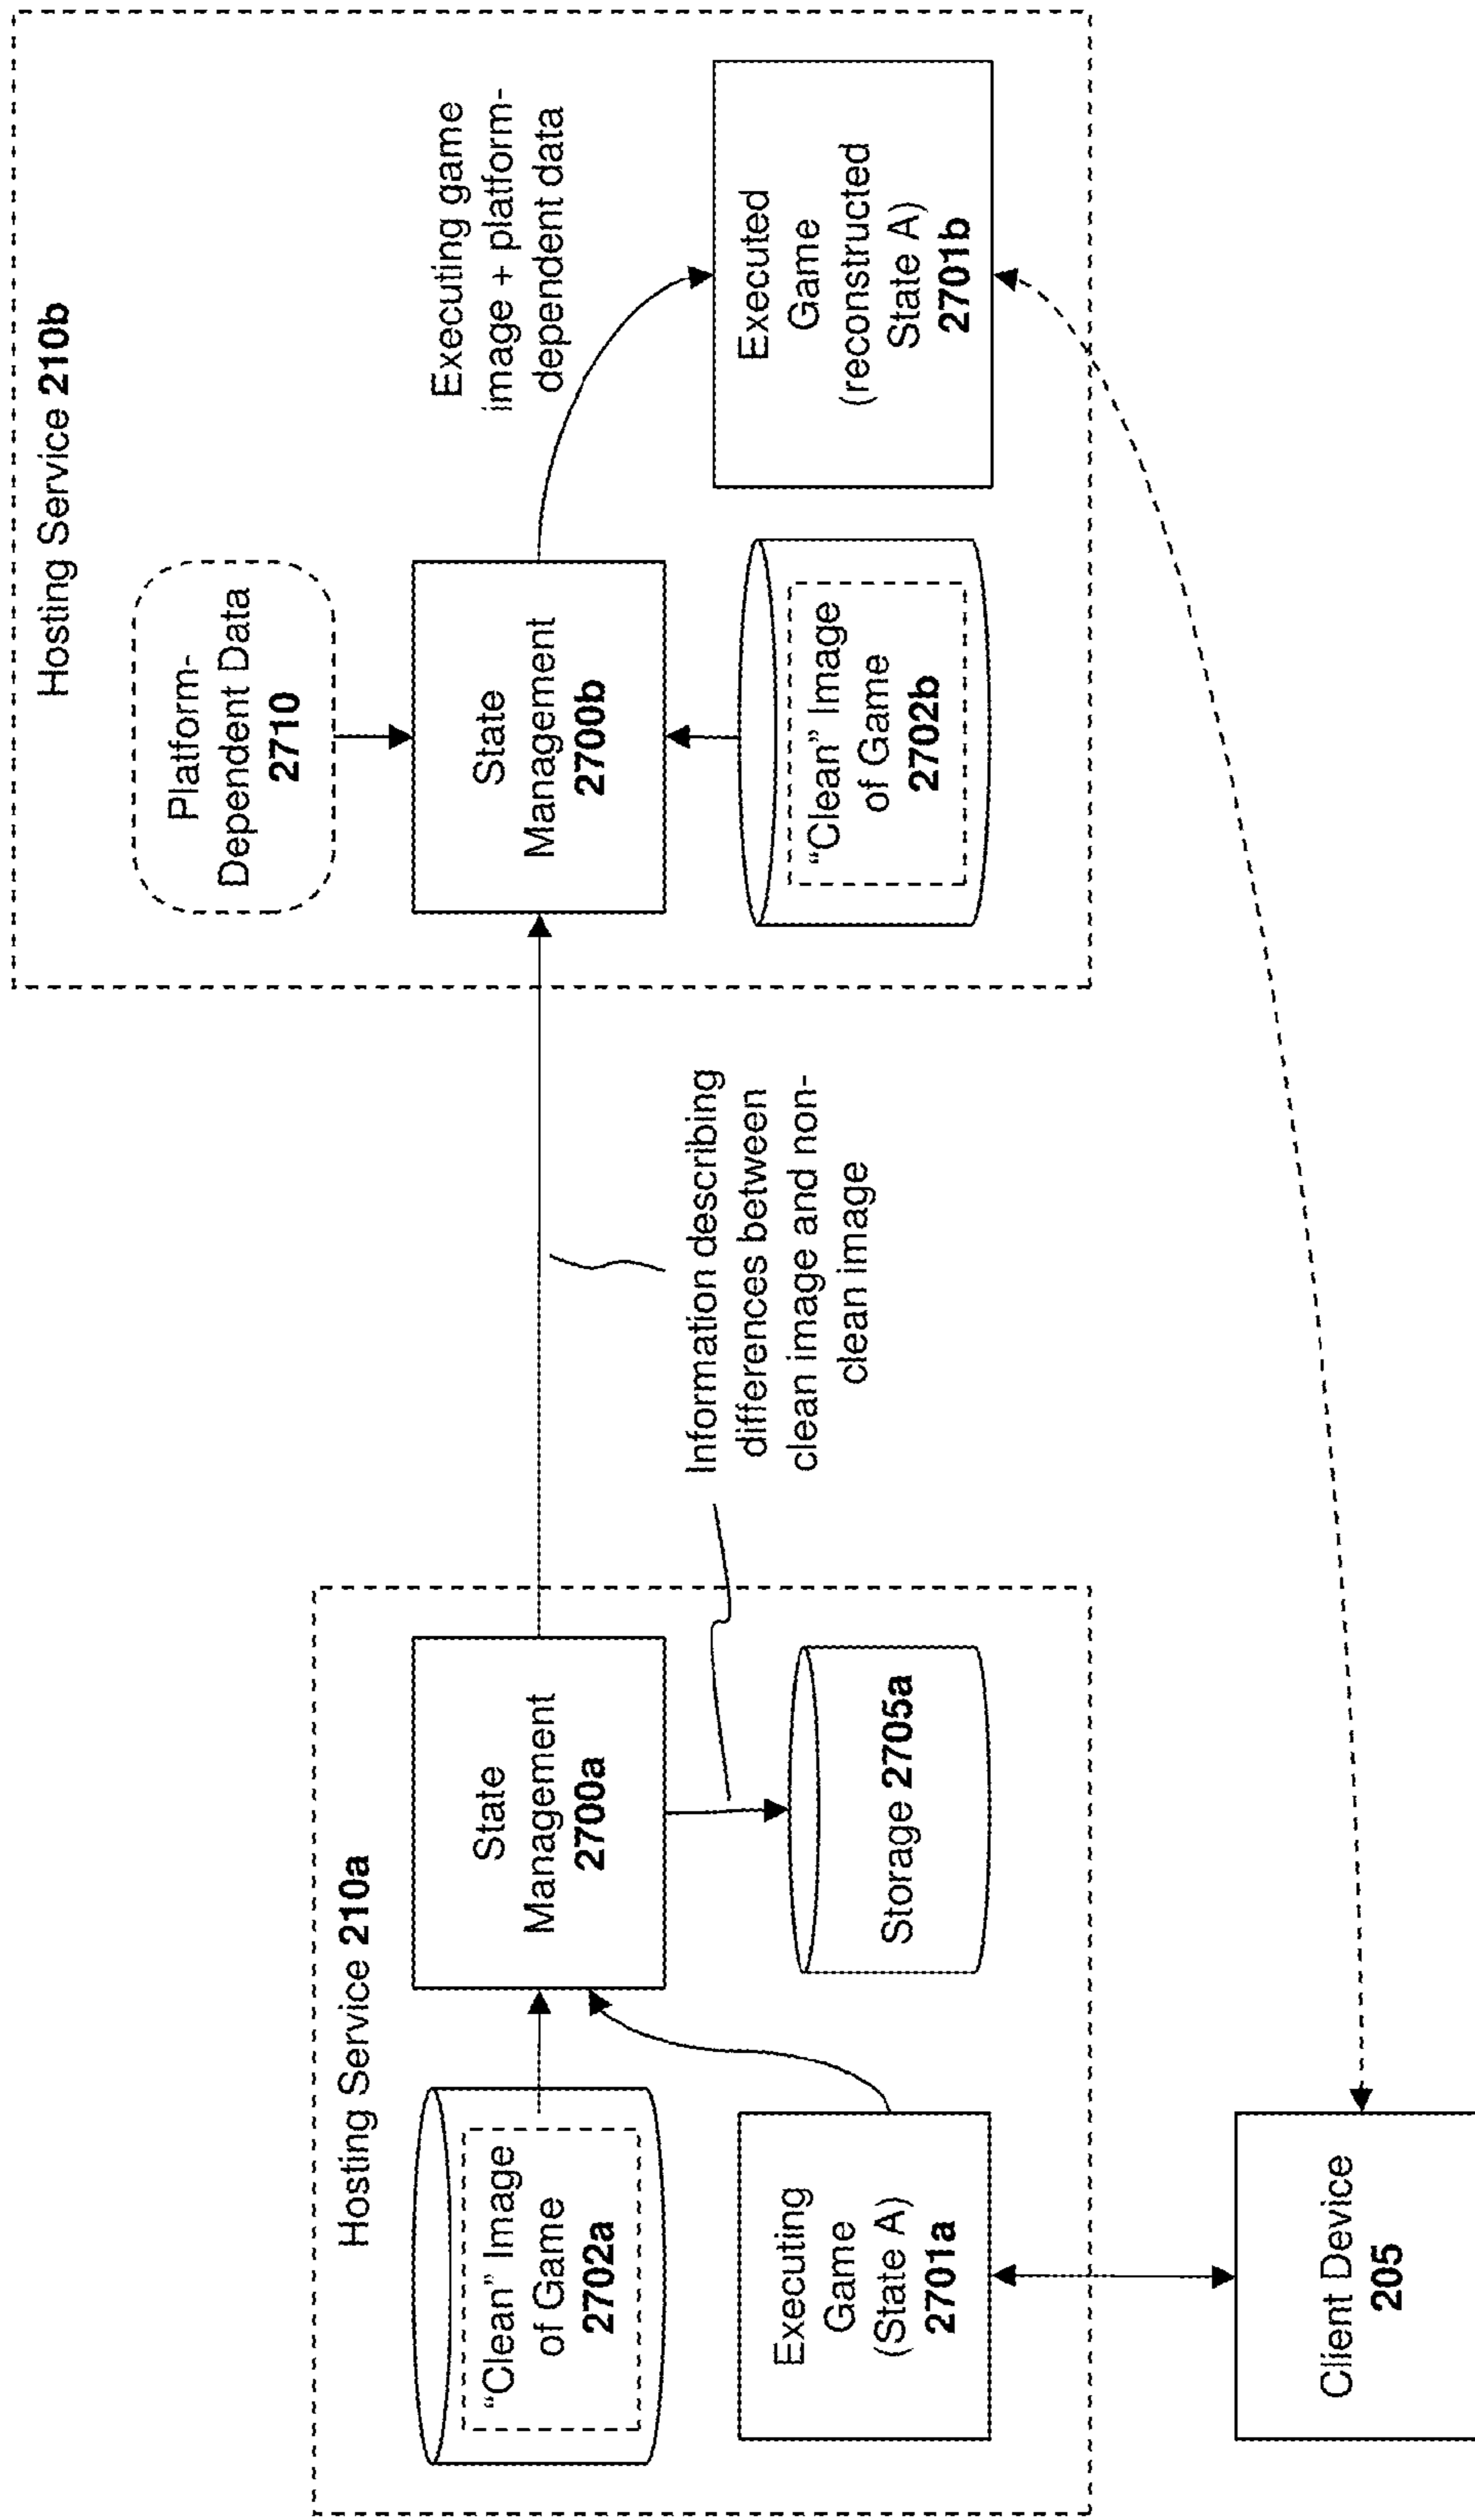 Hosting Service 210a
"Clean" Image
of Game
2702a
State
Management
2700a
Executing
Game
(State A)
2701a
Storage 2705a
Client Device
205
Information describing
differences between
clean image and non-
clean image
Hosting Service 210b
Platform-
Dependent Data
2710
State
Management
2700b
"Clean" Image
of Game
2702b
Executing game
image + platform-
dependent data
Executed
Game
(reconstructed
State A)
2701b